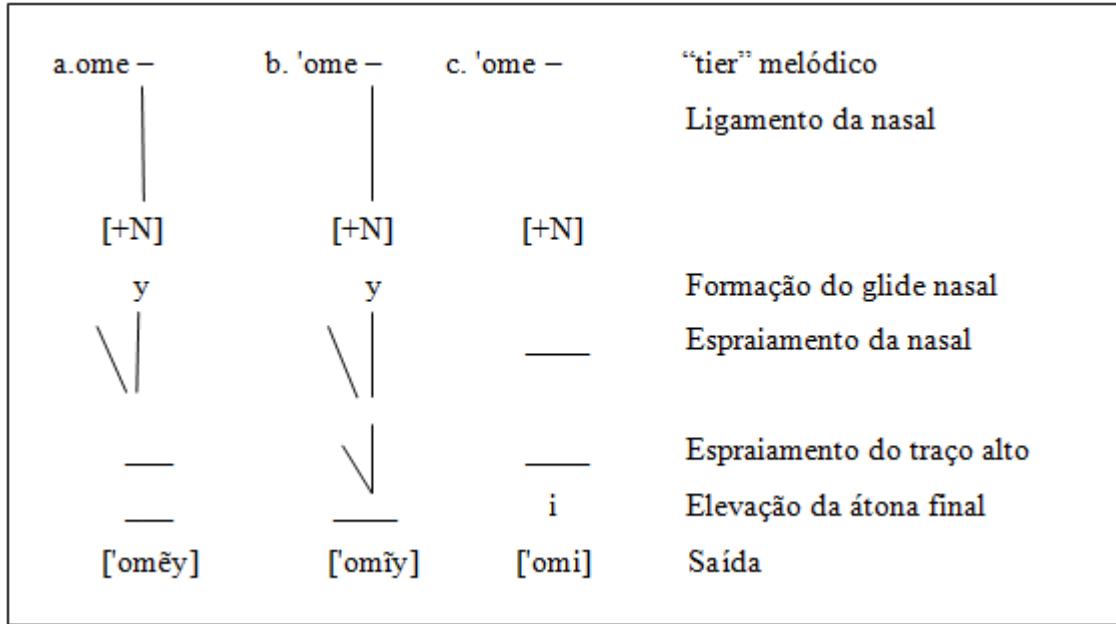 a.ome – b. 'ome – c. 'ome – “tier” melódico
Ligamento da nasal
[+N] [+N] [+N]
y y Formação do glide nasal
Espraiamento da nasal
Espraiamento do traço alto
i Elevação da átona final
['omẽy] ['omĩy] ['omi] Saída